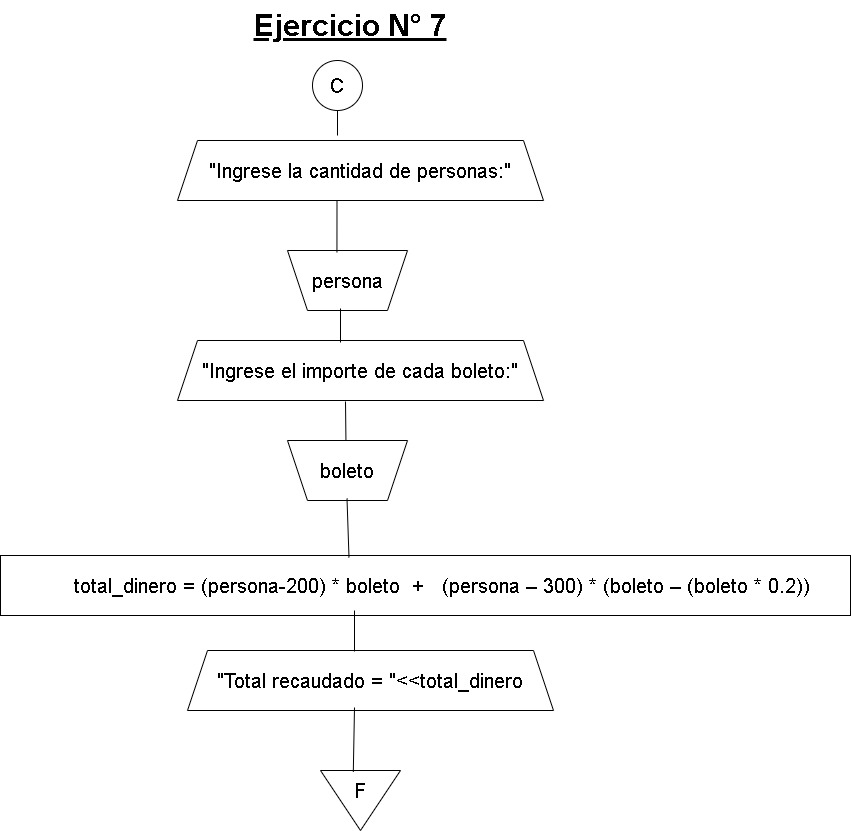 Ejercicio N° 7
C
"Ingrese la cantidad de personas:"
persona
"Ingrese el importe de cada boleto:"
boleto
total_dinero = (persona-200) * boleto + (persona – 300) * (boleto – (boleto * 0.2))
"Total recaudado = "<<total_dinero
F